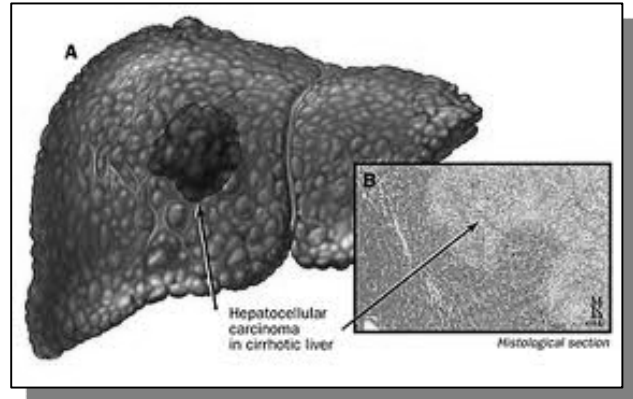 A
B
Hepatocellular
carcinoma
in cirrhotic liver
Histological section